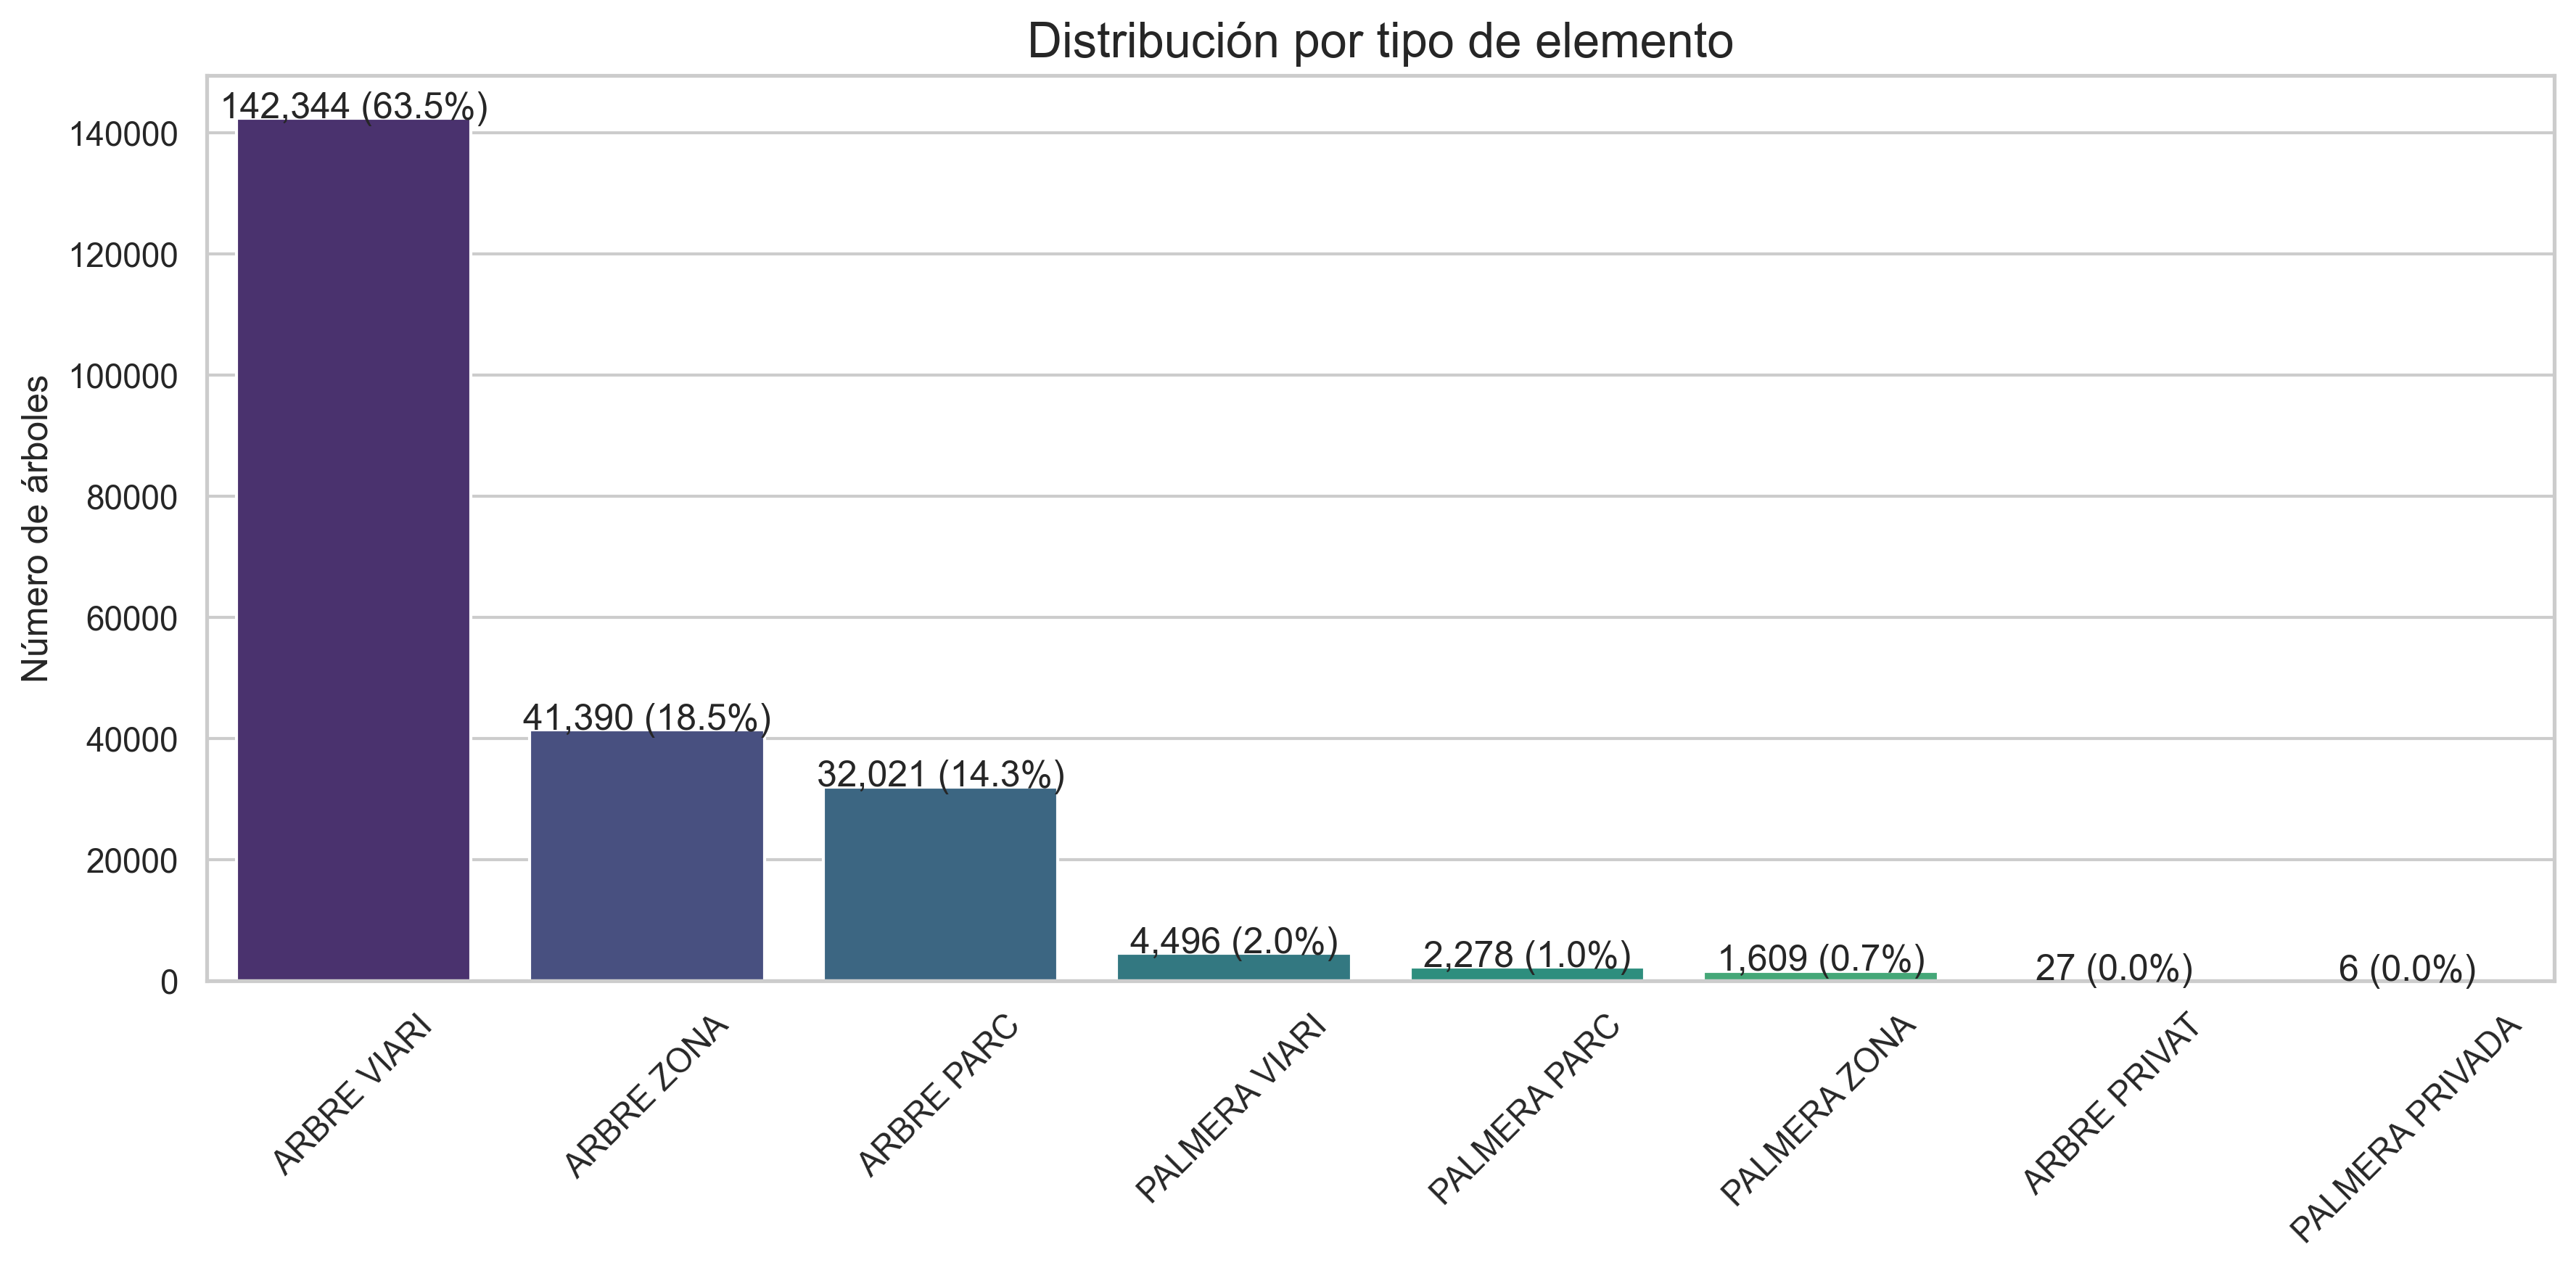 Distribución por tipo de elemento
Número de árboles
140000
120000
100000
80000
60000
40000
20000
0
142,344 (63.5%)
41,390 (18.5%)
32,021 (14.3%)
4,496 (2.0%)
2,278 (1.0%)
1,609 (0.7%)
27 (0.0%)
6 (0.0%)
ARBRE VIARI
ARBRE ZONA
ARBRE PARC
PALMERA VIARI
PALMERA PARC
PALMERA ZONA
ARBRE PRIVAT
PALMERA PRIVADA